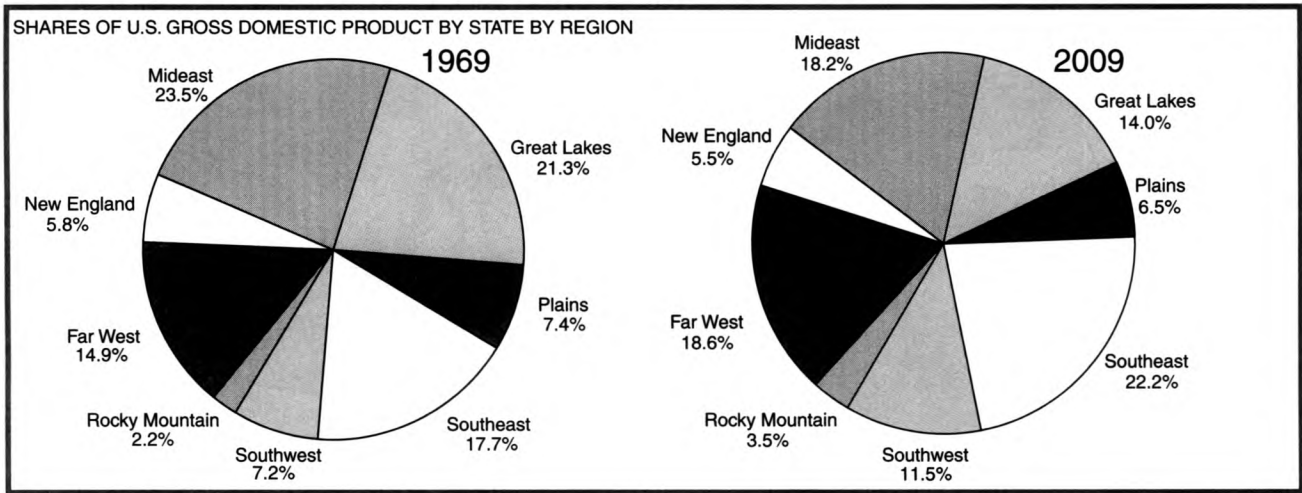 SHARES OF U.S. GROSS DOMESTIC PRODUCT BY STATE BY REGION
1969
Mideast
23.5%
Great Lakes
21.3%
New England
5.8%
Plains
7.4%
Far West
14.9%
Rocky Mountain
2.2%
Southwest
7.2%
Southeast
17.7%
2009
Mideast
18.2%
Great Lakes
14.0%
New England
5.5%
Plains
6.5%
Far West
18.6%
Southeast
22.2%
Rocky Mountain
3.5%
Southwest
11.5%